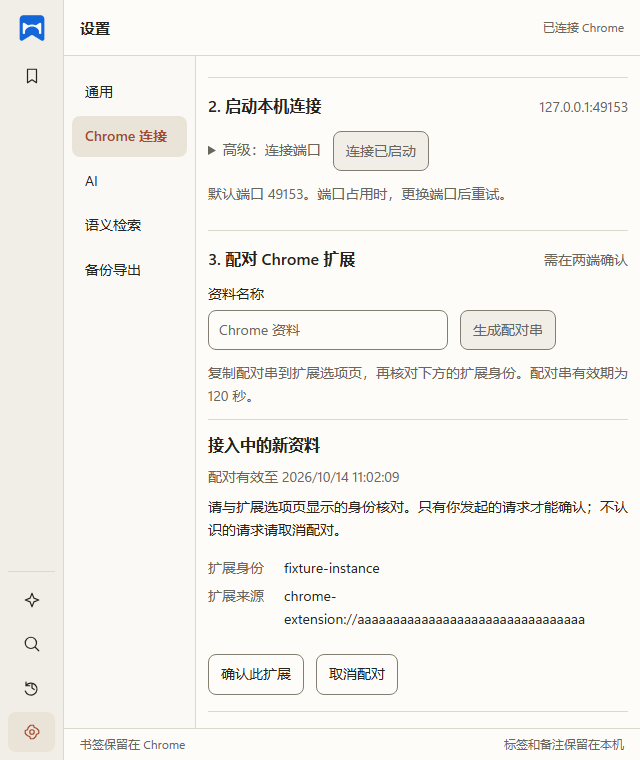 设置
已连接 Chrome
通用
Chrome 连接
AI
语义检索
备份导出
2. 启动本机连接
127.0.0.1:49153
高级：连接端口
连接已启动
默认端口 49153。端口占用时，更换端口后重试。
3. 配对 Chrome 扩展
需在两端确认
资料名称
Chrome 资料
生成配对串
复制配对串到扩展选项页，再核对下方的扩展身份。配对串有效期为
120 秒。
接入中的新资料
配对有效至 2026/10/14 11:02:09
请与扩展选项页显示的身份核对。只有你发起的请求才能确认；不认
识的请求请取消配对。
扩展身份 fixture-instance
扩展来源 chrome-
extension://aaaaaaaaaaaaaaaaaaaaaaaaaaaaaaaa
确认此扩展
取消配对
书签保留在 Chrome
标签和备注保留在本机